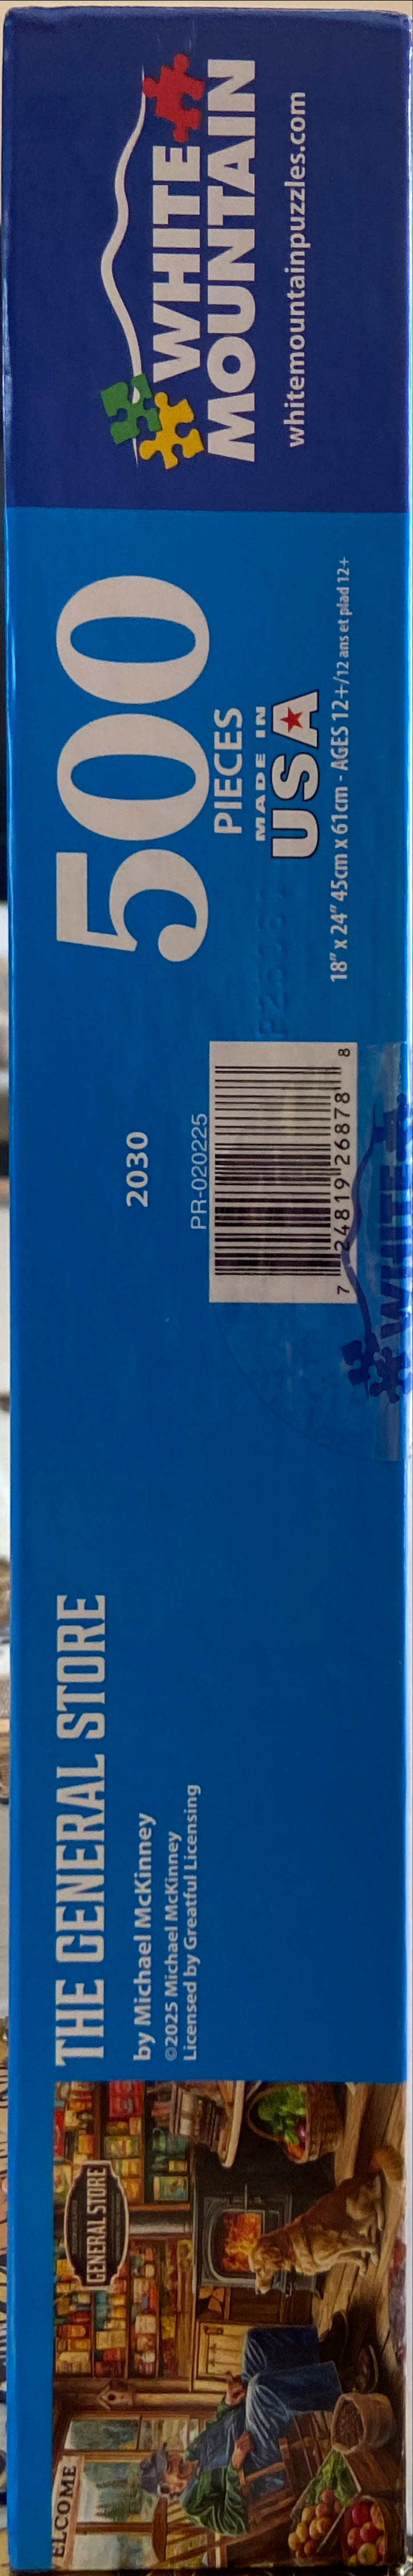 ELCOME
GENERAL STORE
THE GENERAL STORE
by Michael McKinney
©2025 Michael McKinney
Licensed by Greatful Licensing
2030
PR-020225
7 24819 26878 8
500
PIECES
MADE IN
USA
18" x 24" 45cm x 61cm - AGES 12+/12 ans et plad 12+
WHITE
MOUNTAIN
whitemountainpuzzles.com
WHITE